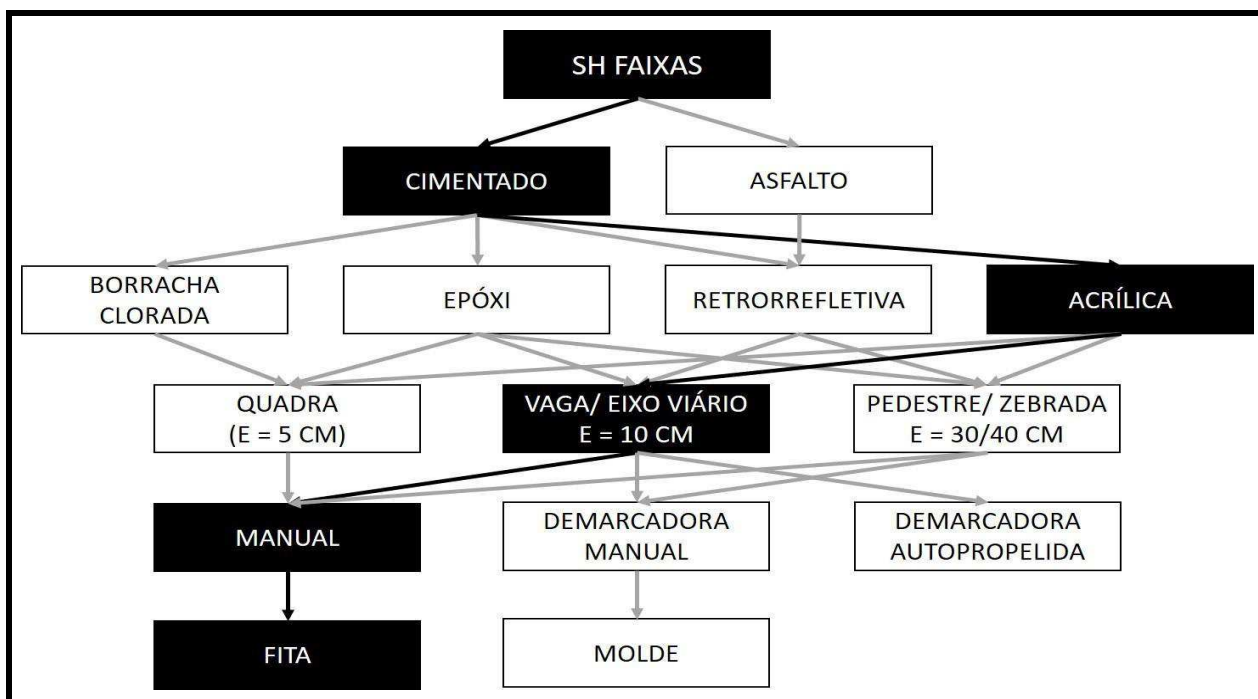 SH FAIXAS
CIMENTADO
ASFALTO
BORRACHA
CLORADA
EPÓXI
RETRORREFLETIVA
ACRÍLICA
QUADRA
(E = 5 CM)
VAGA/ EIXO VIÁRIO
E = 10 CM
PEDESTRE/ ZEBRADA
E = 30/40 CM
MANUAL
DEMARCADORA
MANUAL
DEMARCADORA
AUTOPROPELIDA
FITA
MOLDE